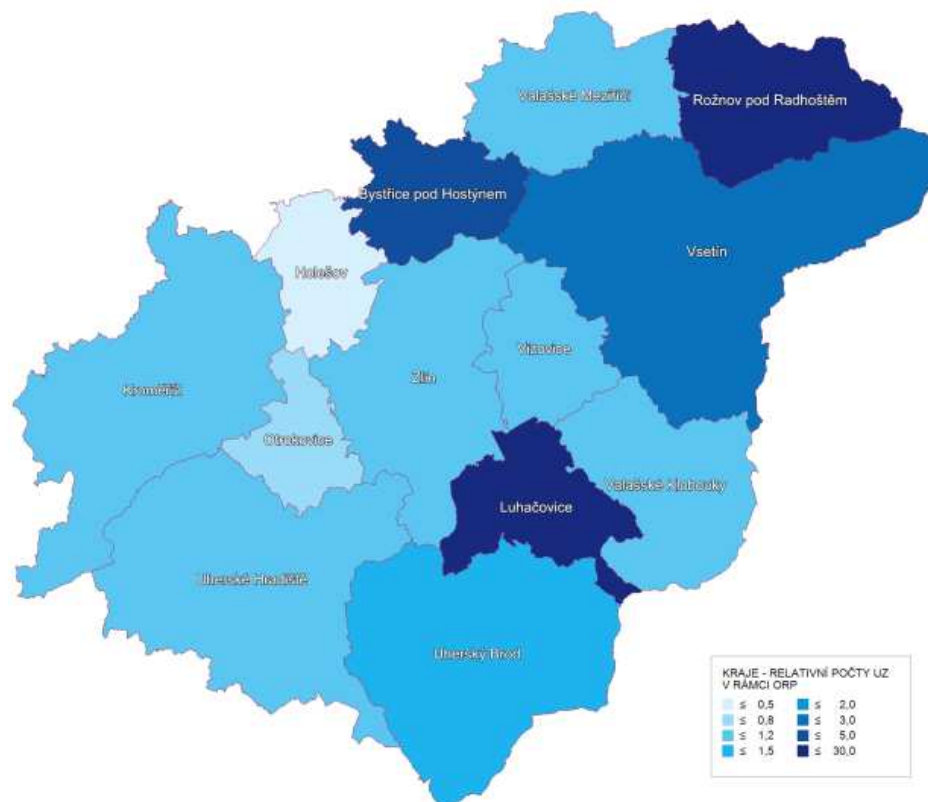 Valašské Meziříčí
Rožnov pod Radhoštěm
Bystřice pod Hostýnem
Vsetín
Holešov
Vizovice
Zlín
Kroměříž
Otrokovice
Valašské Klobouky
Luhačovice
Uherské Hradiště
Uherský Brod
KRAJE - RELATIVNÍ POČTY UZ
V RÁMCI ORP
≤ 0,5 ≤ 2,0
≤ 0,8 ≤ 3,0
≤ 1,2 ≤ 5,0
≤ 1,5 ≤ 30,0